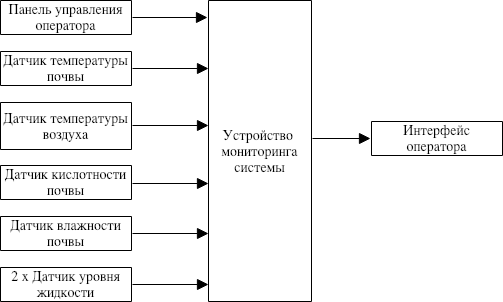 Панель управления
оператора
Датчик температуры
почвы
Датчик температуры
воздуха
Датчик кислотности
почвы
Датчик влажности
почвы
2 х Датчик уровня
жидкости
Устройство
мониторинга
системы
Интерфейс
оператора